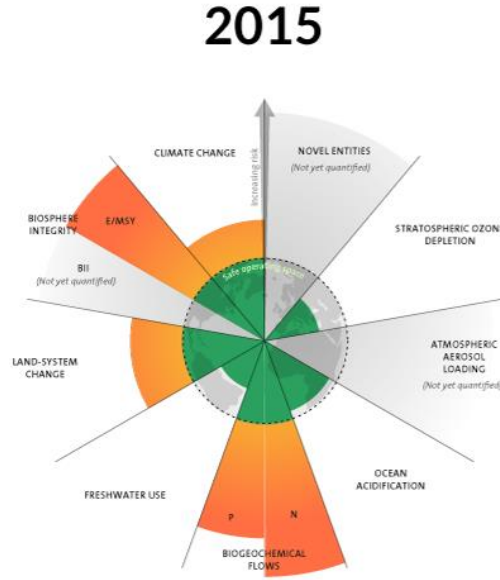 2015
CLIMATE CHANGE
Increasing risk
NOVEL ENTITIES
(Not yet quantified)
STRATOSPHERIC OZON
DEPLETION
ATMOSPHERIC
AEROSOL
LOADING
(Not yet quantified)
OCEAN
ACIDIFICATION
N
P
BIOGEOCHEMICAL
FLOWS
FRESHWATER USE
LAND-SYSTEM
CHANGE
BII
(Not yet quantified)
BIOSPHERE
INTEGRITY
E/MSY
Safe operating space